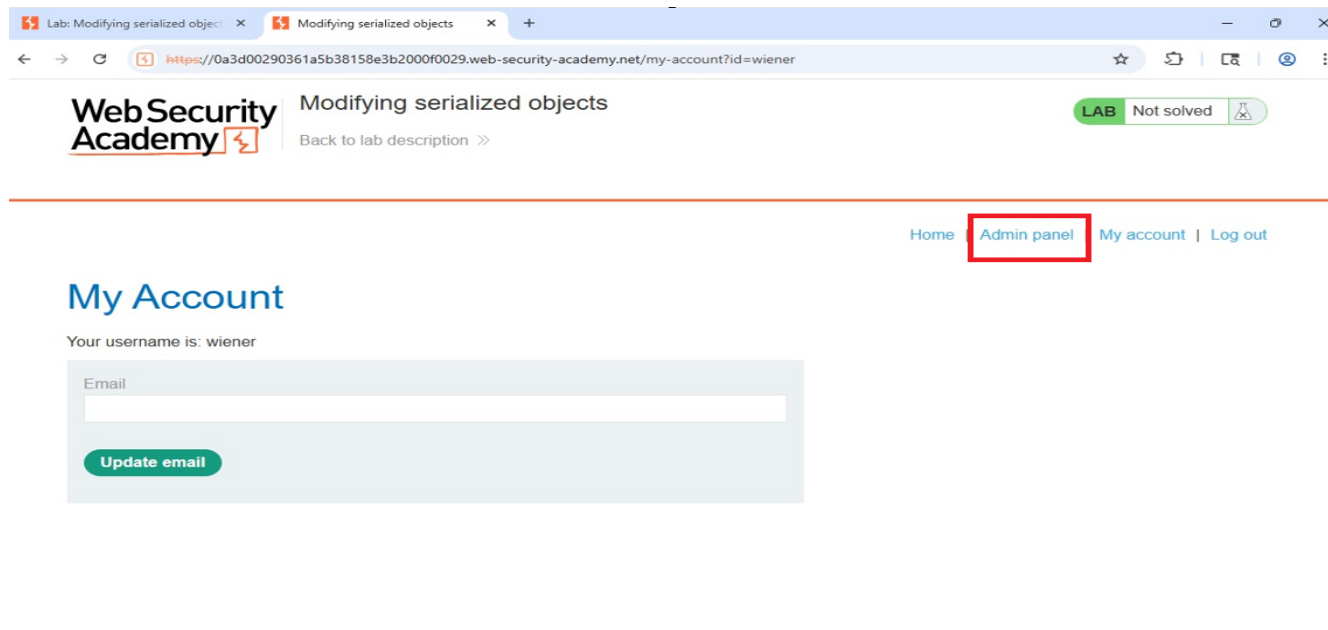 Lab: Modifying serialized objec
Modifying serialized objects
https://0a3d00290361a5b38158e3b2000f0029.web-security-academy.net/my-account?id=wiener
Web Security
Academy
Modifying serialized objects
Back to lab description
LAB Not solved
Home | Admin panel | My account | Log out
My Account
Your username is: wiener
Email
Update email